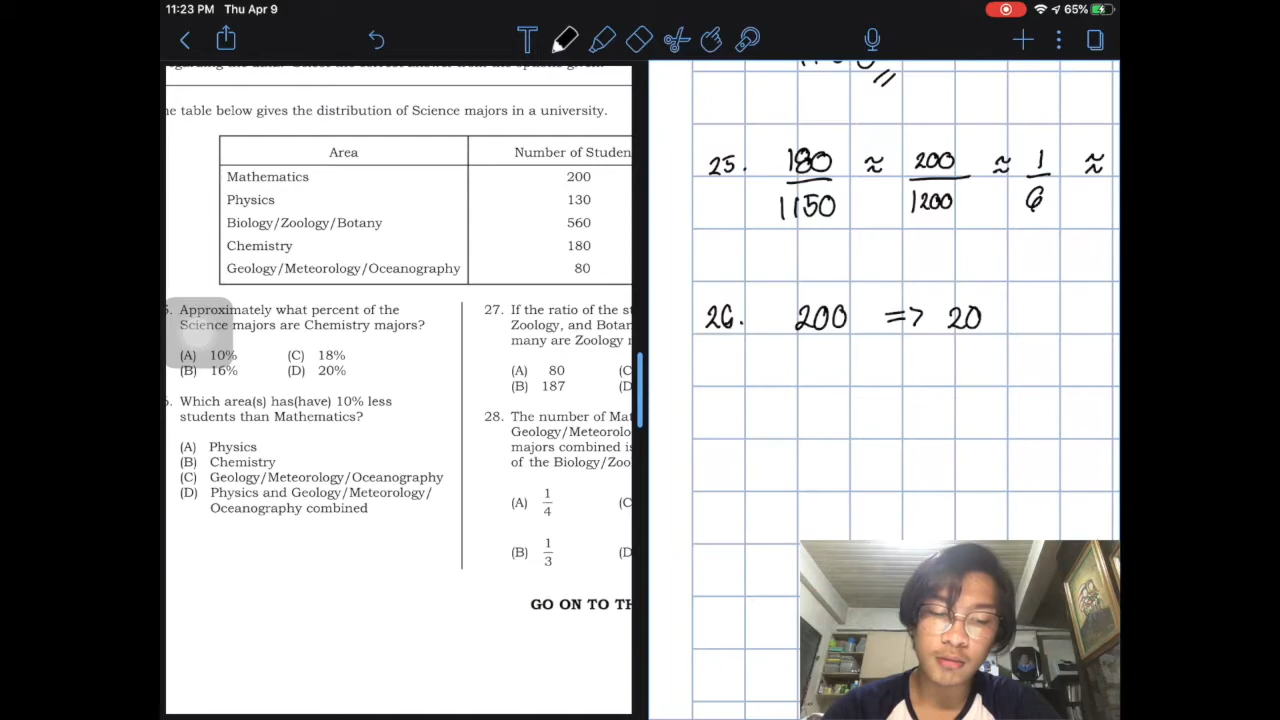 11:23 PM Thu Apr 9
65%
T
he table below gives the distribution of Science majors in a university.
Area Number of Studen
Mathematics 200
Physics 130
Biology/Zoology/Botany 560
Chemistry 180
Geology/Meteorology/Oceanography 80
Approximately what percent of the
Science majors are Chemistry majors?
(A) 10% (C) 18%
(B) 16% (D) 20%
Which area(s) has(have) 10% less
students than Mathematics?
(A) Physics
(B) Chemistry
(C) Geology/Meteorology/Oceanography
(D) Physics and Geology/Meteorology/
Oceanography combined
27. If the ratio of the st
Zoology, and Botan
many are Zoology
(A) 80 (C
(B) 187 (D
28. The number of Mat
Geology/Meteorolo
majors combined is
of the Biology/Zoo
(A) 1/4 (C
(B) 1/3 (D
GO ON TO TH
25. 180/1150 ≈ 200/1200 ≈ 1/6 ≈
26. 200 => 20